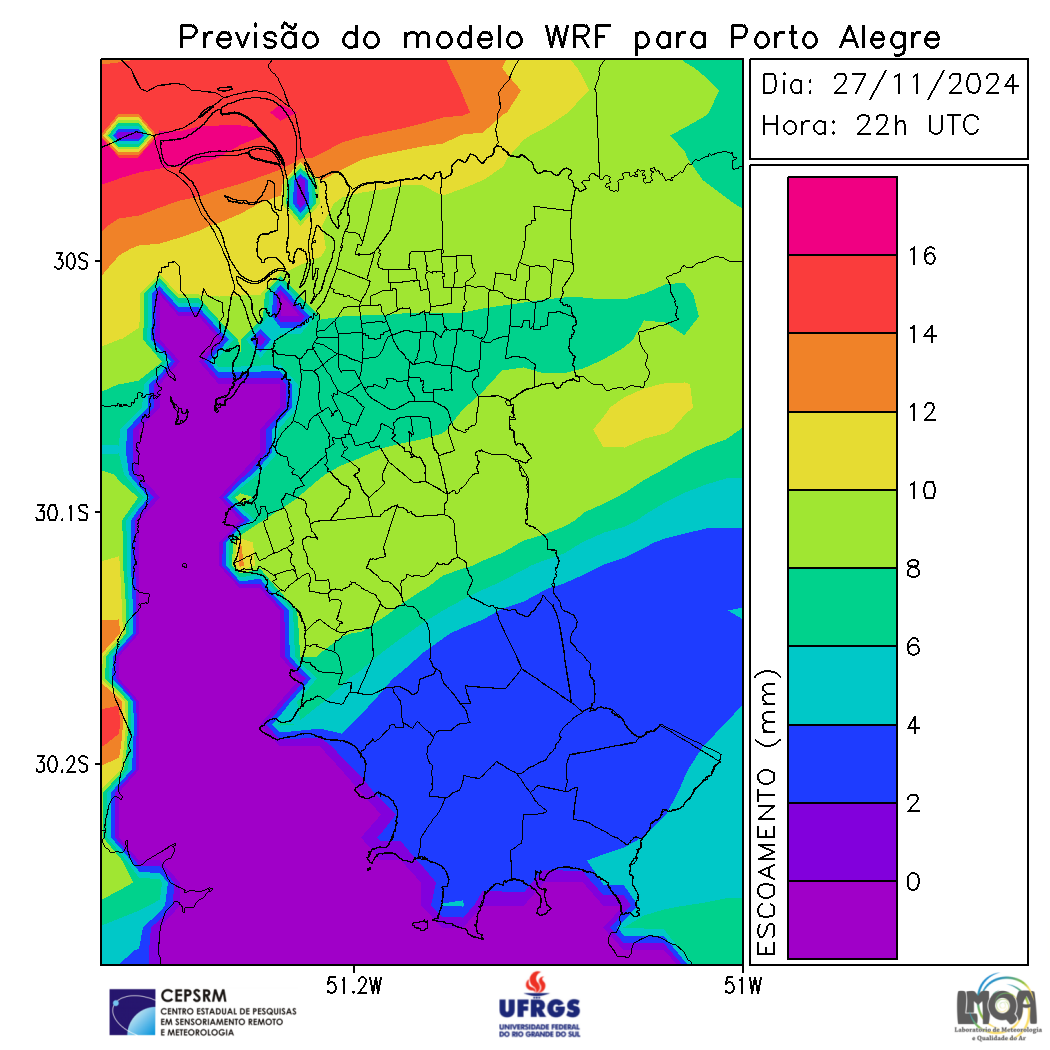 Previsão do modelo WRF para Porto Alegre
Dia: 27/11/2024
Hora: 22h UTC
30S
30.1S
30.2S
51.2W
51W
ESCOAMENTO (mm)
16
14
12
10
8
6
4
2
0
CEPSRM
CENTRO ESTADUAL DE PESQUISAS
EM SENSORIAMENTO REMOTO
E METEOROLOGIA
UFRGS
UNIVERSIDADE FEDERAL
DO RIO GRANDE DO SUL
LMQA
Laboratório de Meteorologia
e Qualidade do Ar